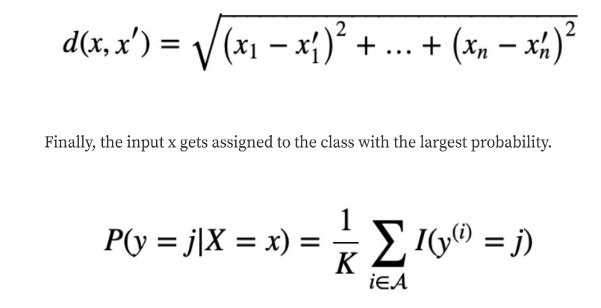 d(x, x′) = √(x₁ − x′₁)² + … + (xₙ − x′ₙ)²
Finally, the input x gets assigned to the class with the largest probability.
P(y = j|X = x) = 1/K ∑_{i∈A} I(y⁽ⁱ⁾ = j)